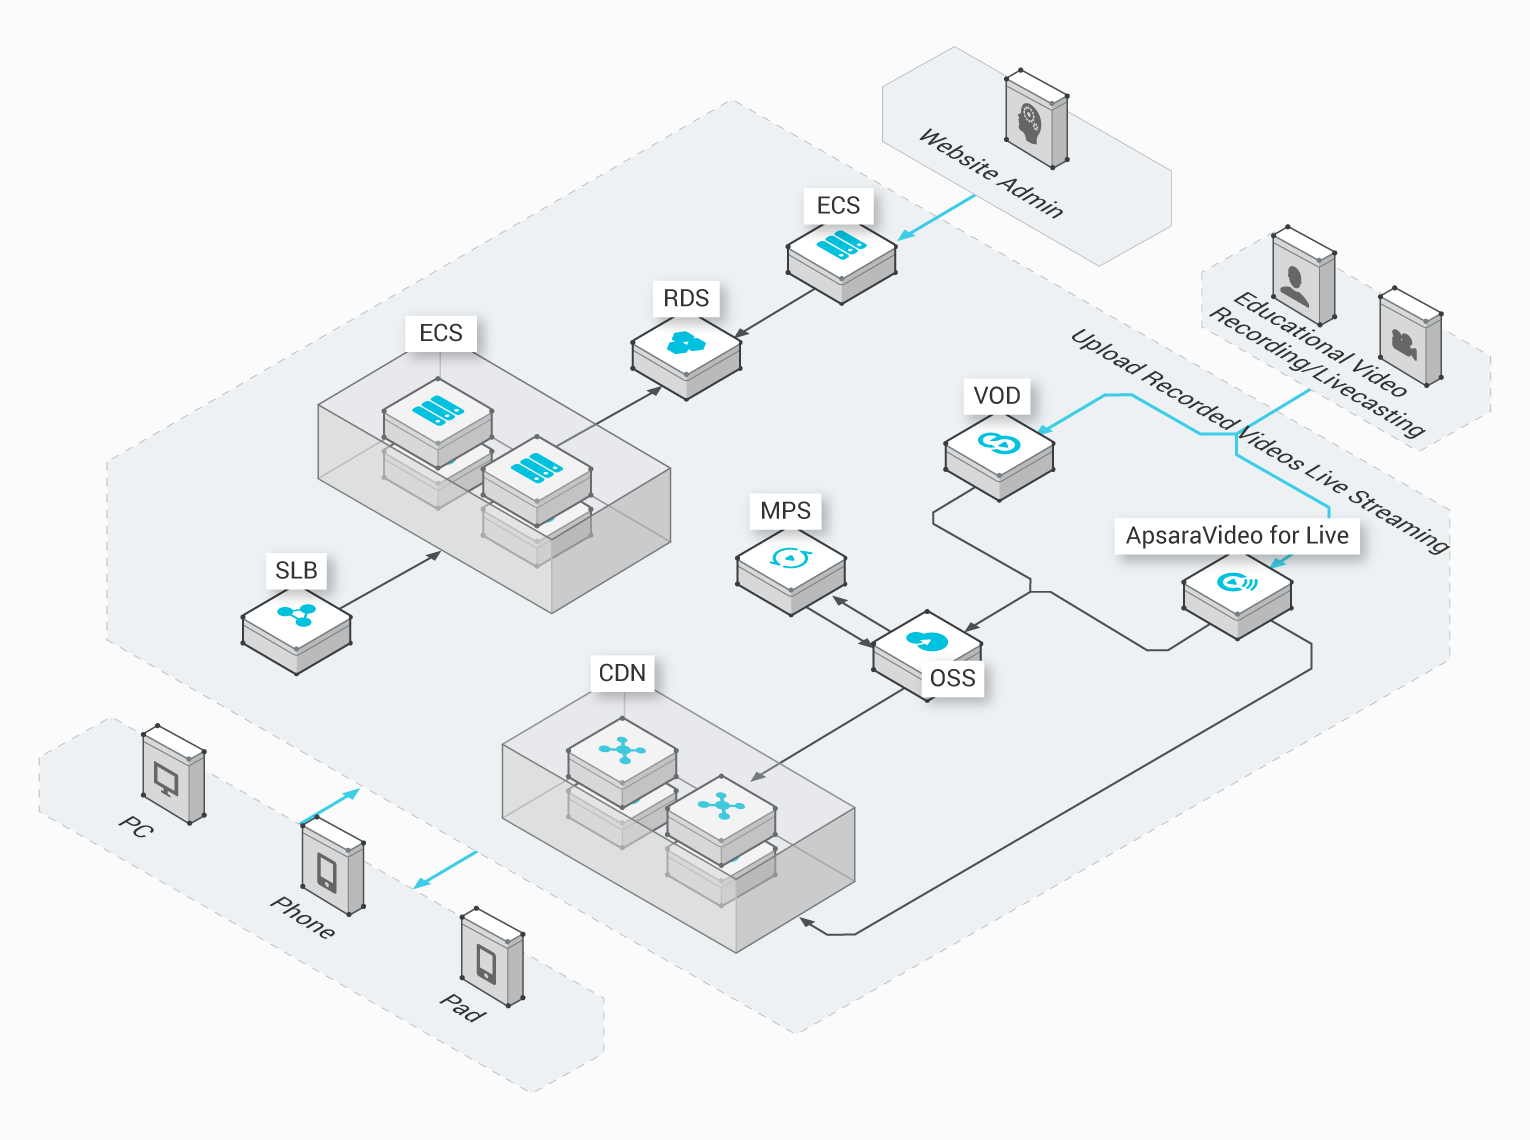 Website Admin
ECS
RDS
ECS
Educational Video
Recording/Livecasting
Upload Recorded Videos Live Streaming
VOD
MPS
ApsaraVideo for Live
SLB
OSS
CDN
PC
Phone
Pad